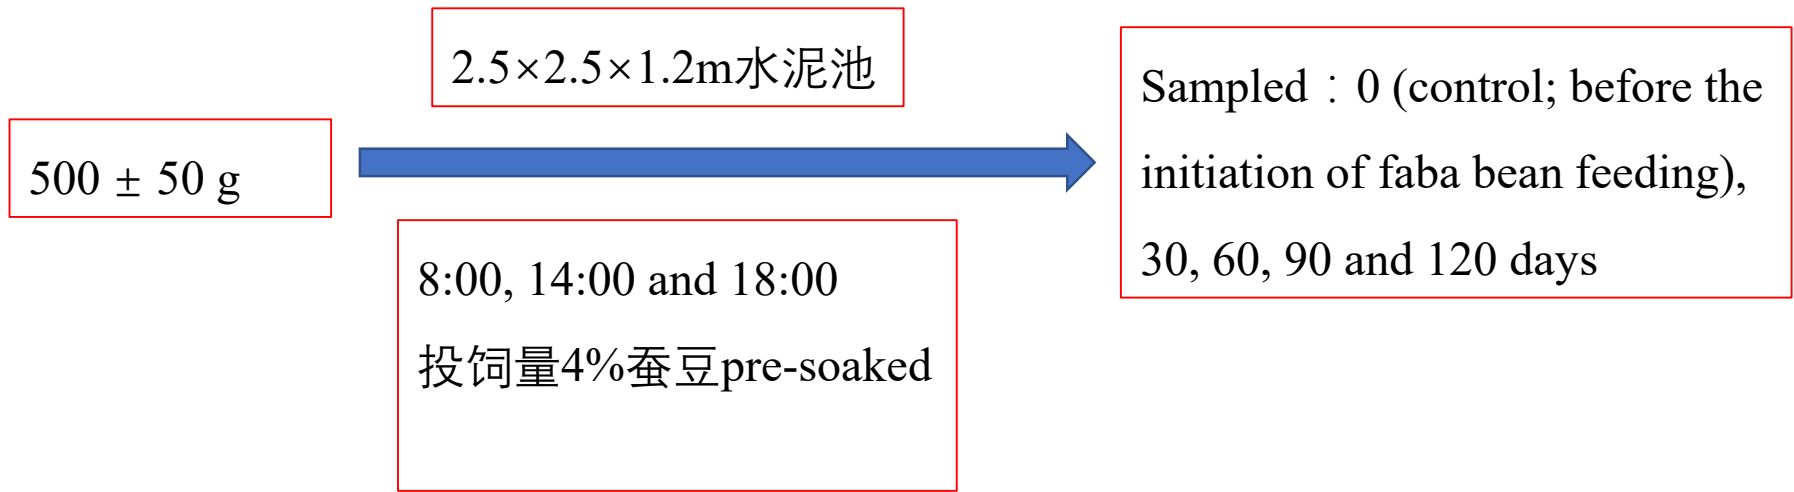 500 ± 50 g
2.5×2.5×1.2m水泥池
8:00, 14:00 and 18:00
投饲量4%蚕豆pre-soaked
Sampled：0 (control; before the
initiation of faba bean feeding),
30, 60, 90 and 120 days